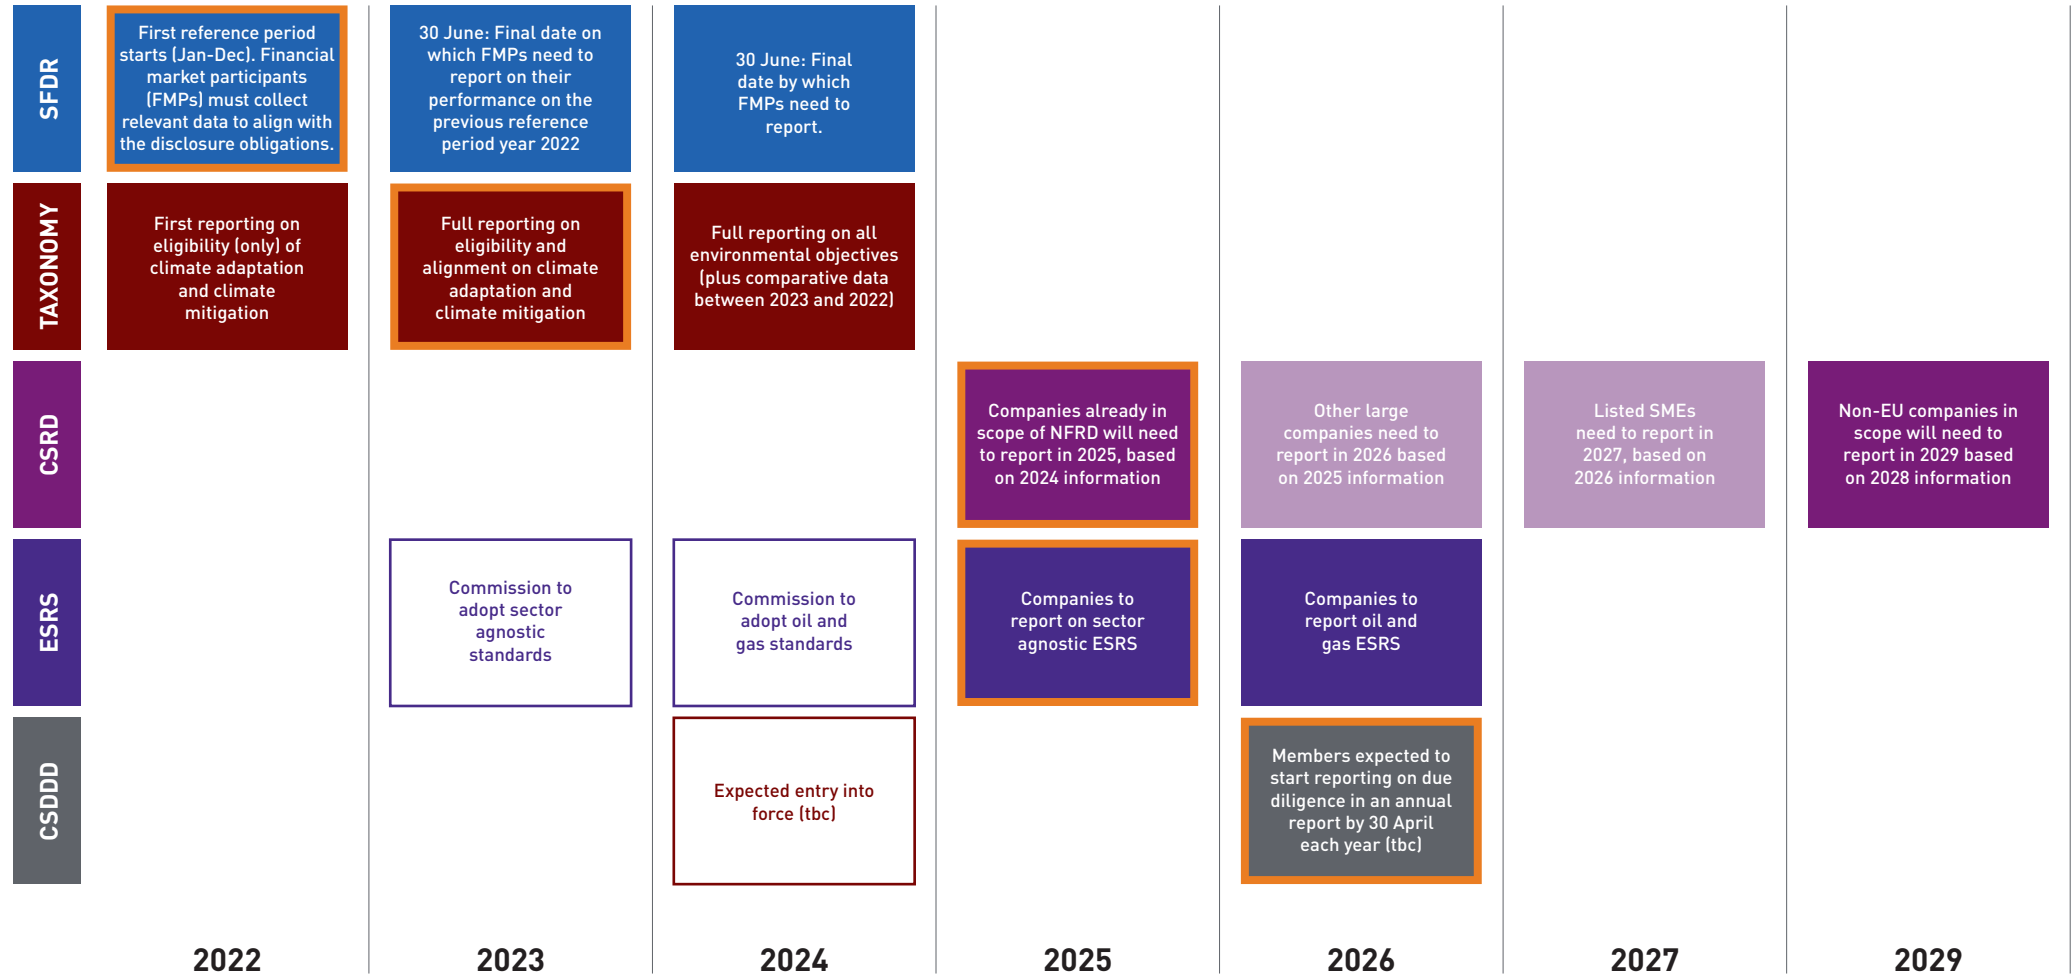 SFDR
First reference period
starts (Jan-Dec). Financial
market participants
(FMPs) must collect
relevant data to align with
the disclosure obligations.
30 June: Final date on
which FMPs need to
report on their
performance on the
previous reference
period year 2022
30 June: Final
date by which
FMPs need to
report.
TAXONOMY
First reporting on
eligibility (only) of
climate adaptation
and climate
mitigation
Full reporting on
eligibility and
alignment on climate
adaptation and
climate mitigation
Full reporting on all
environmental objectives
(plus comparative data
between 2023 and 2022)
CSRD
Companies already in
scope of NFRD will need
to report in 2025, based
on 2024 information
Other large
companies need to
report in 2026 based
on 2025 information
Listed SMEs
need to report in
2027, based on
2026 information
Non-EU companies in
scope will need to
report in 2029 based
on 2028 information
ESRS
Commission to
adopt sector
agnostic
standards
Commission to
adopt oil and
gas standards
Companies to
report on sector
agnostic ESRS
Companies to
report oil and
gas ESRS
CSDDD
Expected entry into
force (tbc)
Members expected to
start reporting on due
diligence in an annual
report by 30 April
each year (tbc)
2022
2023
2024
2025
2026
2027
2029